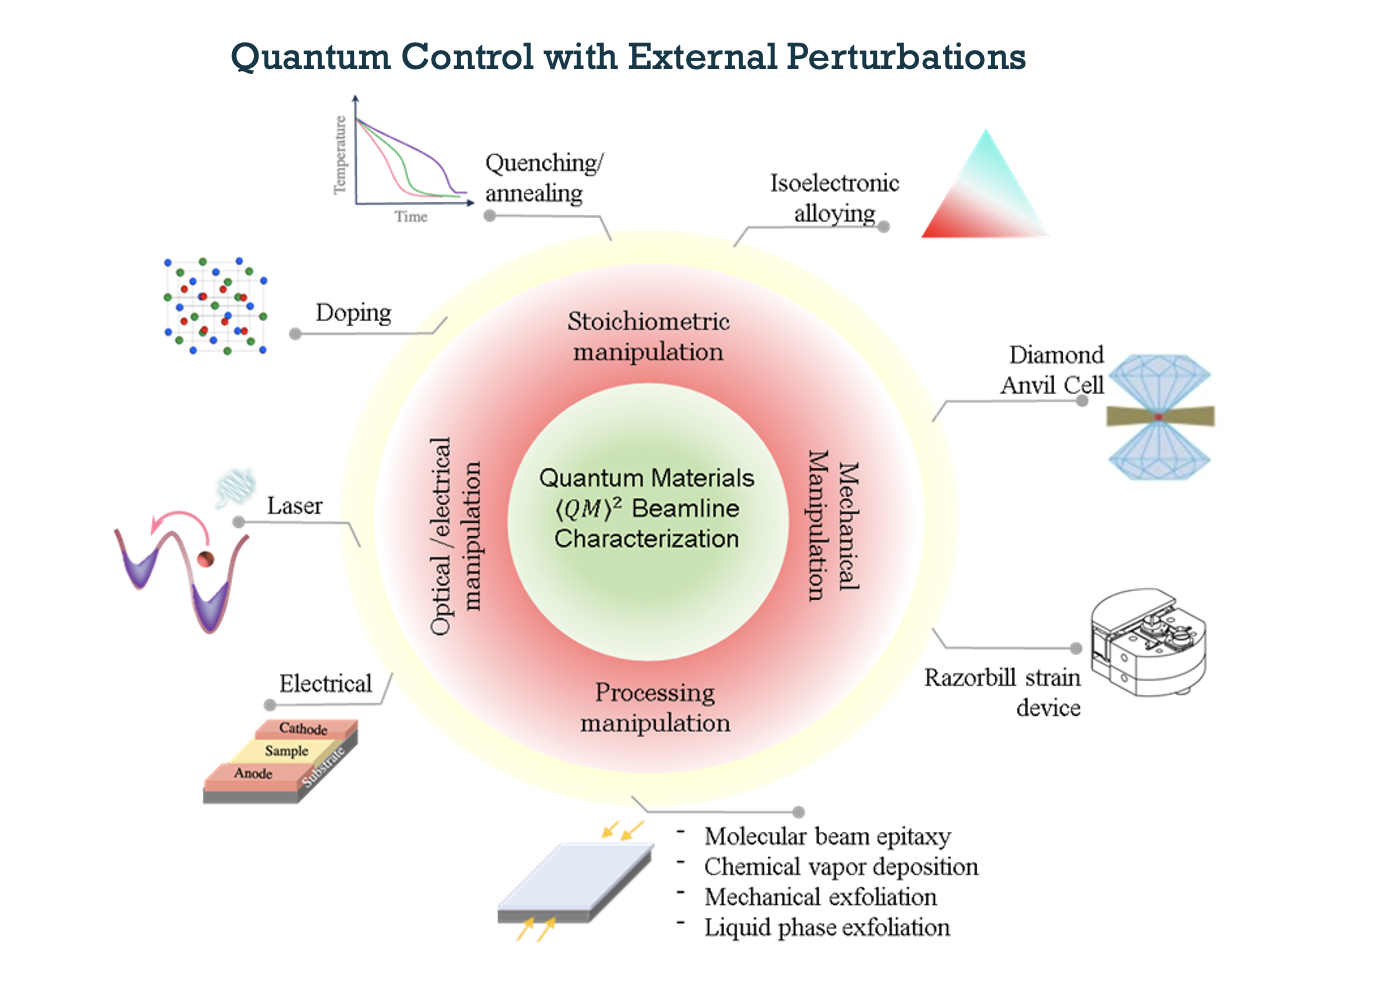 Quantum Control with External Perturbations
Temperature
Time
Quenching/
annealing
Isoelectronic
alloying
Doping
Stoichiometric
manipulation
Diamond
Anvil Cell
Optical /electrical
manipulation
Quantum Materials
⟨QM⟩² Beamline
Characterization
Mechanical
Manipulation
Laser
Electrical
Cathode
Sample
Anode
Substrate
Processing
manipulation
Razorbill strain
device
- Molecular beam epitaxy
- Chemical vapor deposition
- Mechanical exfoliation
- Liquid phase exfoliation